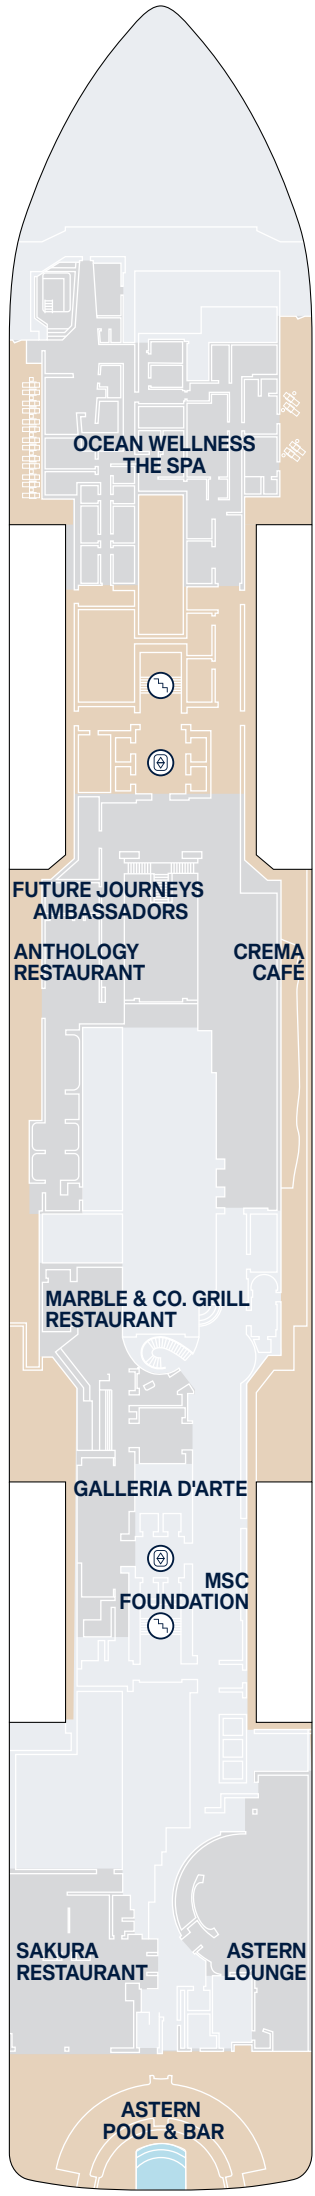 OCEAN WELLNESS
THE SPA
FUTURE JOURNEYS
AMBASSADORS
ANTHOLOGY
RESTAURANT
CREMA
CAFÉ
MARBLE & CO. GRILL
RESTAURANT
GALLERIA D'ARTE
MSC
FOUNDATION
SAKURA
RESTAURANT
ASTERN
LOUNGE
ASTERN
POOL & BAR